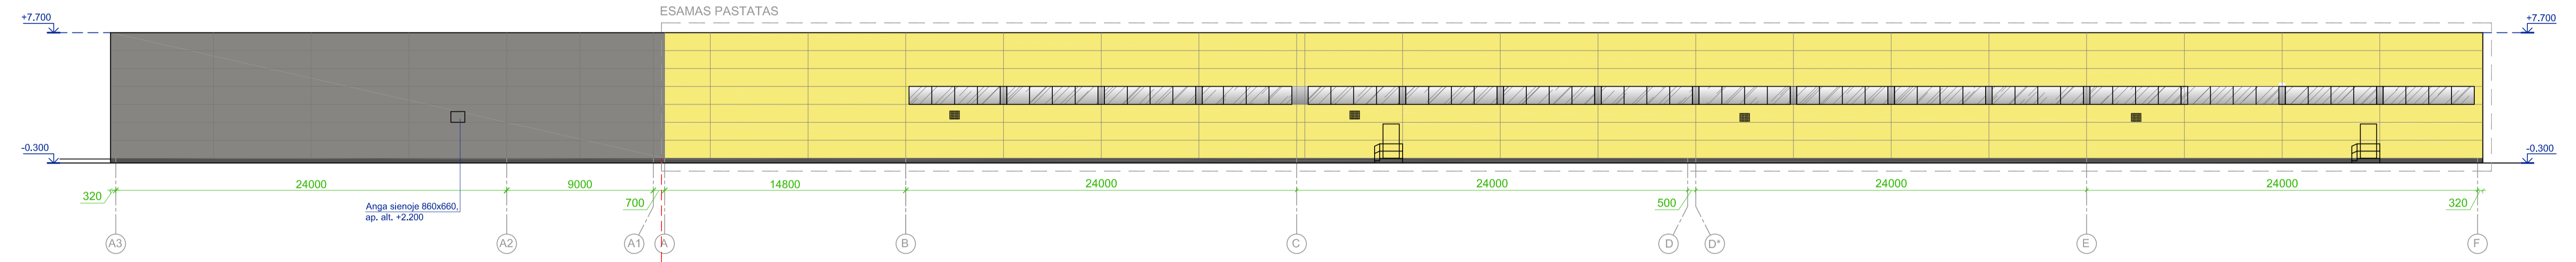 ESAMAS PASTATAS
+7.700
+7.700
-0.300
-0.300
320
24000
9000
700
14800
24000
24000
500
24000
24000
320
Anga sienoje 860x660,
ap. alt. +2.200
A3
A2
A1
A
B
C
D
D*
E
F